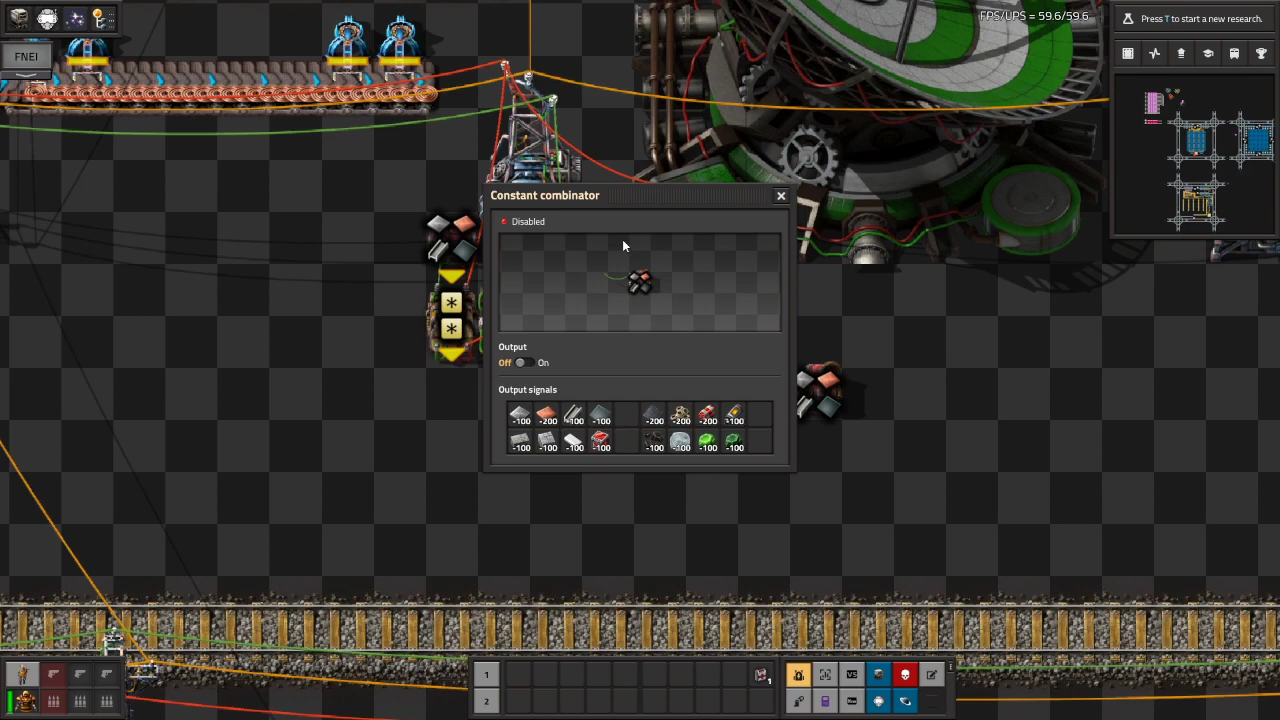 FPS/UPS = 59.6/59.6
Press T to start a new research.
FNEI
Constant combinator
Disabled
Output
Off On
Output signals
-100 -200 -100 -100 -200 -200 -200 -100
-100 -100 -100 -100 -100 -100 -100 -100
1
1
2